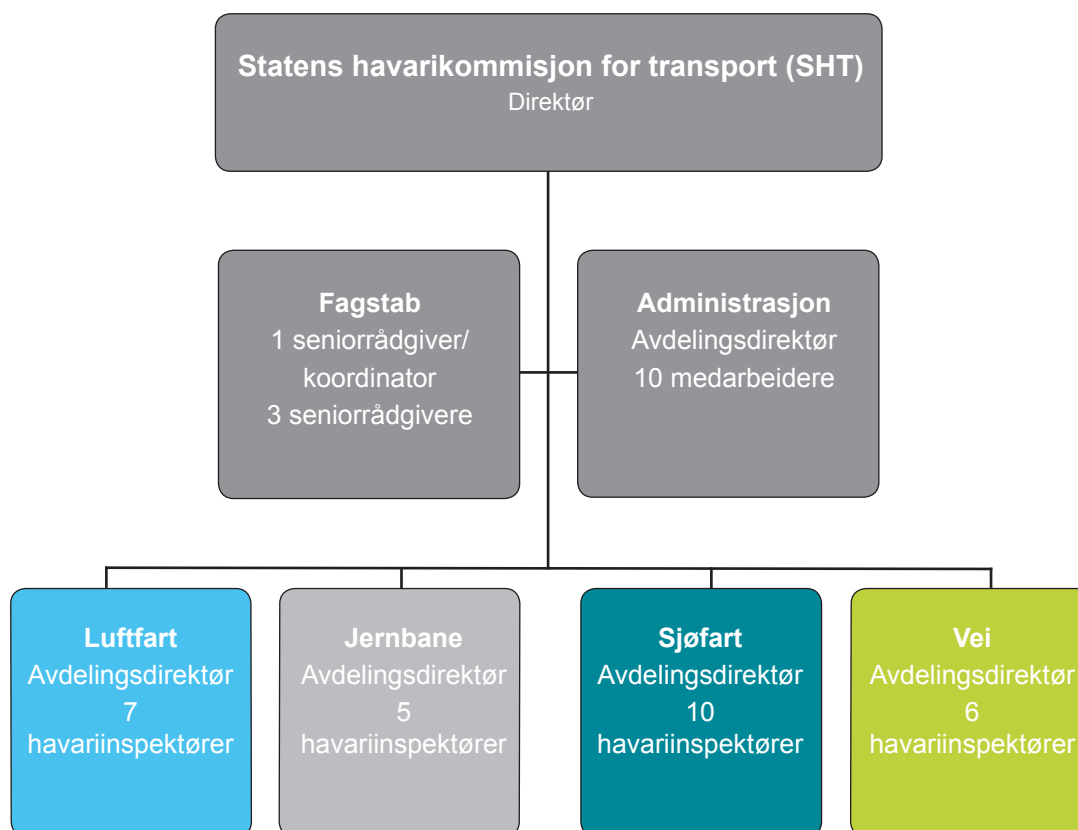 Statens havarikommisjon for transport (SHT)
Direktør
Fagstab
1 seniorrådgiver/
koordinator
3 seniorrådgivere
Administrasjon
Avdelingsdirektør
10 medarbeidere
Luftfart
Avdelingsdirektør
7
havariinspektører
Jernbane
Avdelingsdirektør
5
havariinspektører
Sjøfart
Avdelingsdirektør
10
havariinspektører
Vei
Avdelingsdirektør
6
havariinspektører